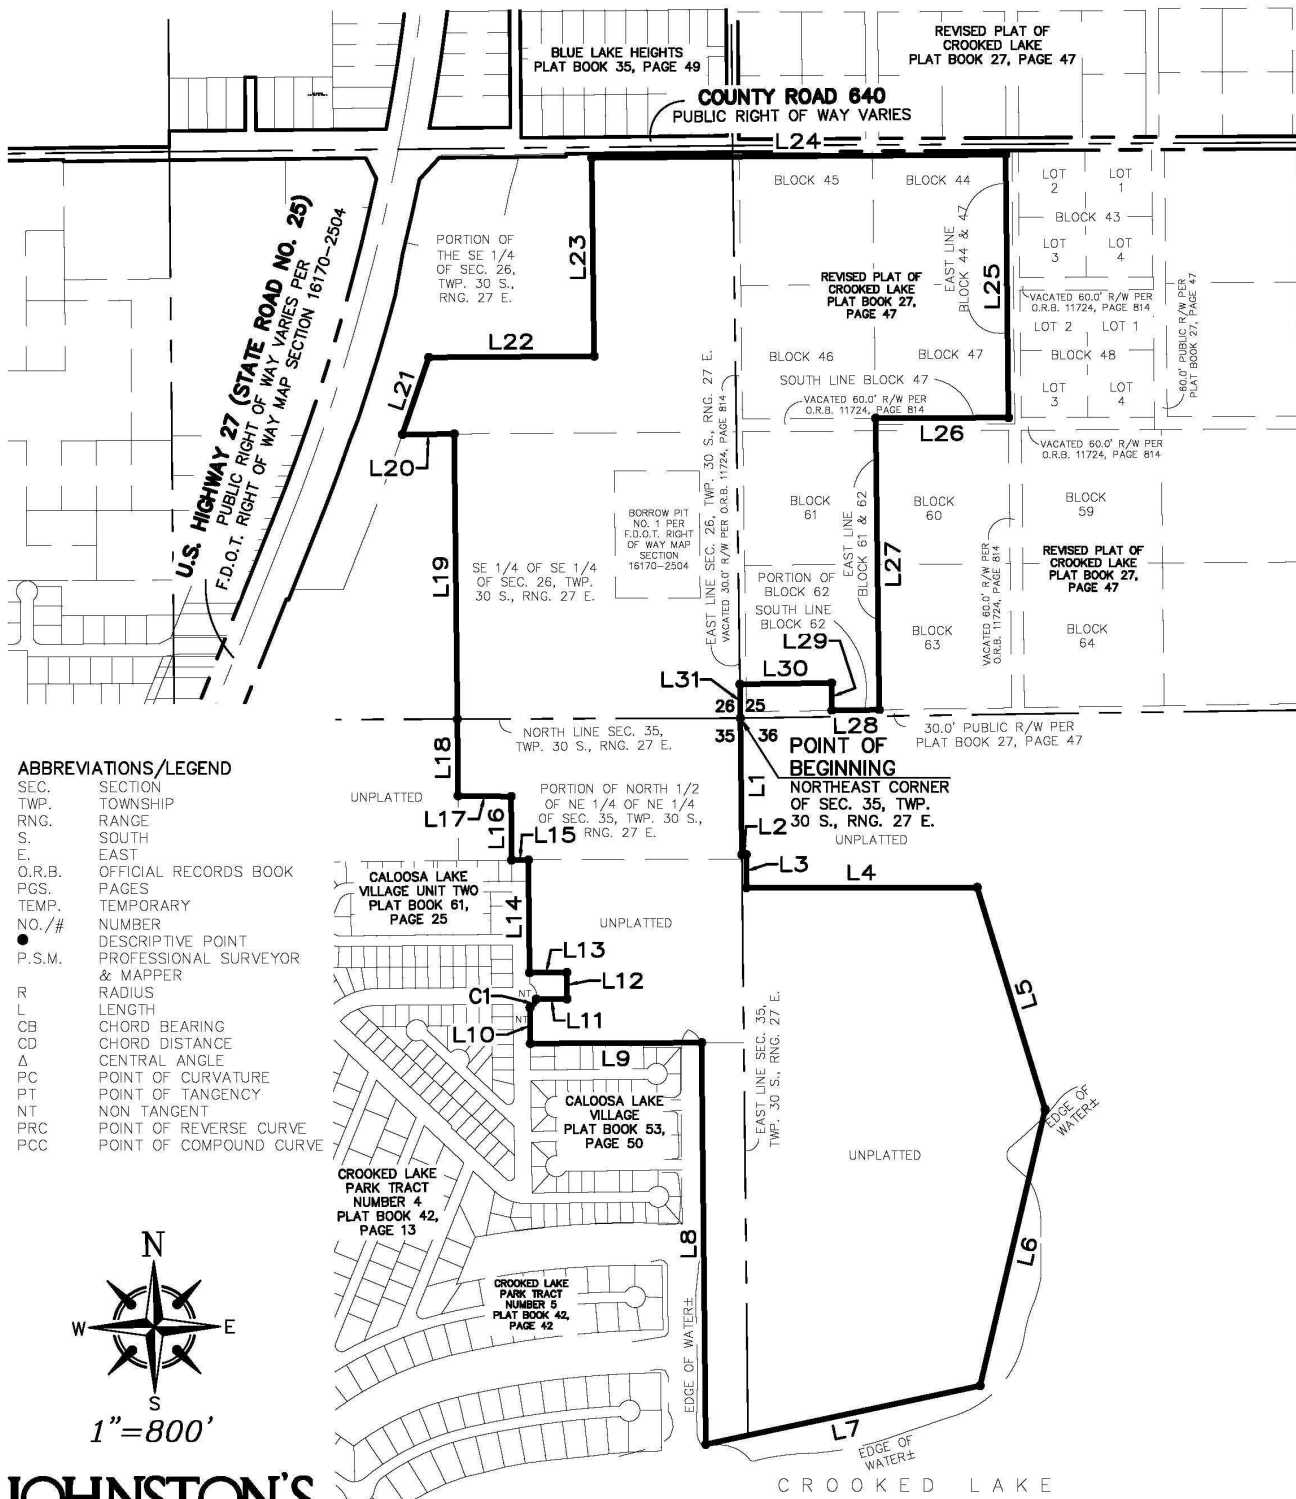 BLUE LAKE HEIGHTS
PLAT BOOK 35, PAGE 49
REVISED PLAT OF
CROOKED LAKE
PLAT BOOK 27, PAGE 47
COUNTY ROAD 640
PUBLIC RIGHT OF WAY VARIES
L24
BLOCK 45
BLOCK 44
LOT
2
LOT
1
BLOCK 43
LOT
3
LOT
4
U.S. HIGHWAY 27 (STATE ROAD NO. 25)
PUBLIC RIGHT OF WAY VARIES PER
F.D.O.T. RIGHT OF WAY MAP SECTION 16170-2504
PORTION OF
THE SE 1/4
OF SEC. 26,
TWP. 30 S.,
RNG. 27 E.
L23
EAST LINE
BLOCK 44 & 47
L25
REVISED PLAT OF
CROOKED LAKE
PLAT BOOK 27,
PAGE 47
VACATED 60.0' R/W PER
O.R.B. 11724, PAGE 814
60.0' PUBLIC R/W PER
PLAT BOOK 27, PAGE 47
LOT 2
LOT 1
BLOCK 48
LOT
3
LOT
4
L22
L21
BLOCK 46
BLOCK 47
SOUTH LINE BLOCK 47
VACATED 60.0' R/W PER
O.R.B. 11724, PAGE 814
L26
L20
VACATED 60.0' R/W PER
O.R.B. 11724, PAGE 814
EAST LINE SEC. 26, TWP. 30 S., RNG. 27 E.
VACATED 30.0' R/W PER O.R.B. 11724, PAGE 814
BORROW PIT
NO. 1 PER
F.D.O.T. RIGHT
OF WAY MAP
SECTION
16170-2504
BLOCK
61
EAST LINE
BLOCK 61 & 62
BLOCK
60
BLOCK
59
L19
SE 1/4 OF SE 1/4
OF SEC. 26, TWP.
30 S., RNG. 27 E.
L27
VACATED 60.0' R/W PER
O.R.B. 11724, PAGE 814
REVISED PLAT OF
CROOKED LAKE
PLAT BOOK 27,
PAGE 47
PORTION OF
BLOCK 62
SOUTH LINE
BLOCK 62
BLOCK
63
BLOCK
64
L29
L30
L31
26
25
35
36
L28
30.0' PUBLIC R/W PER
PLAT BOOK 27, PAGE 47
NORTH LINE SEC. 35,
TWP. 30 S., RNG. 27 E.
POINT OF
BEGINNING
NORTHEAST CORNER
OF SEC. 35, TWP.
30 S., RNG. 27 E.
L18
L1
UNPLATTED
PORTION OF NORTH 1/2
OF NE 1/4 OF NE 1/4
OF SEC. 35, TWP. 30 S.,
RNG. 27 E.
L17
L16
L15
L2
UNPLATTED
L3
L4
CALOOSA LAKE
VILLAGE UNIT TWO
PLAT BOOK 61,
PAGE 25
L14
UNPLATTED
L13
L12
C1
NT
NT
L11
L10
L9
L5
EAST LINE SEC. 35,
TWP. 30 S., RNG. 27 E.
CALOOSA LAKE
VILLAGE
PLAT BOOK 53,
PAGE 50
EDGE OF
WATER±
UNPLATTED
CROOKED LAKE
PARK TRACT
NUMBER 4
PLAT BOOK 42,
PAGE 13
L8
L6
CROOKED LAKE
PARK TRACT
NUMBER 5
PLAT BOOK 42,
PAGE 42
EDGE OF WATER±
L7
EDGE OF
WATER±
CROOKED LAKE
ABBREVIATIONS/LEGEND
SEC. SECTION
TWP. TOWNSHIP
RNG. RANGE
S. SOUTH
E. EAST
O.R.B. OFFICIAL RECORDS BOOK
PGS. PAGES
TEMP. TEMPORARY
NO./# NUMBER
● DESCRIPTIVE POINT
P.S.M. PROFESSIONAL SURVEYOR
& MAPPER
R RADIUS
L LENGTH
CB CHORD BEARING
CD CHORD DISTANCE
Δ CENTRAL ANGLE
PC POINT OF CURVATURE
PT POINT OF TANGENCY
NT NON TANGENT
PRC POINT OF REVERSE CURVE
PCC POINT OF COMPOUND CURVE
N
W
E
S
1"=800'
JOHNSTON'S